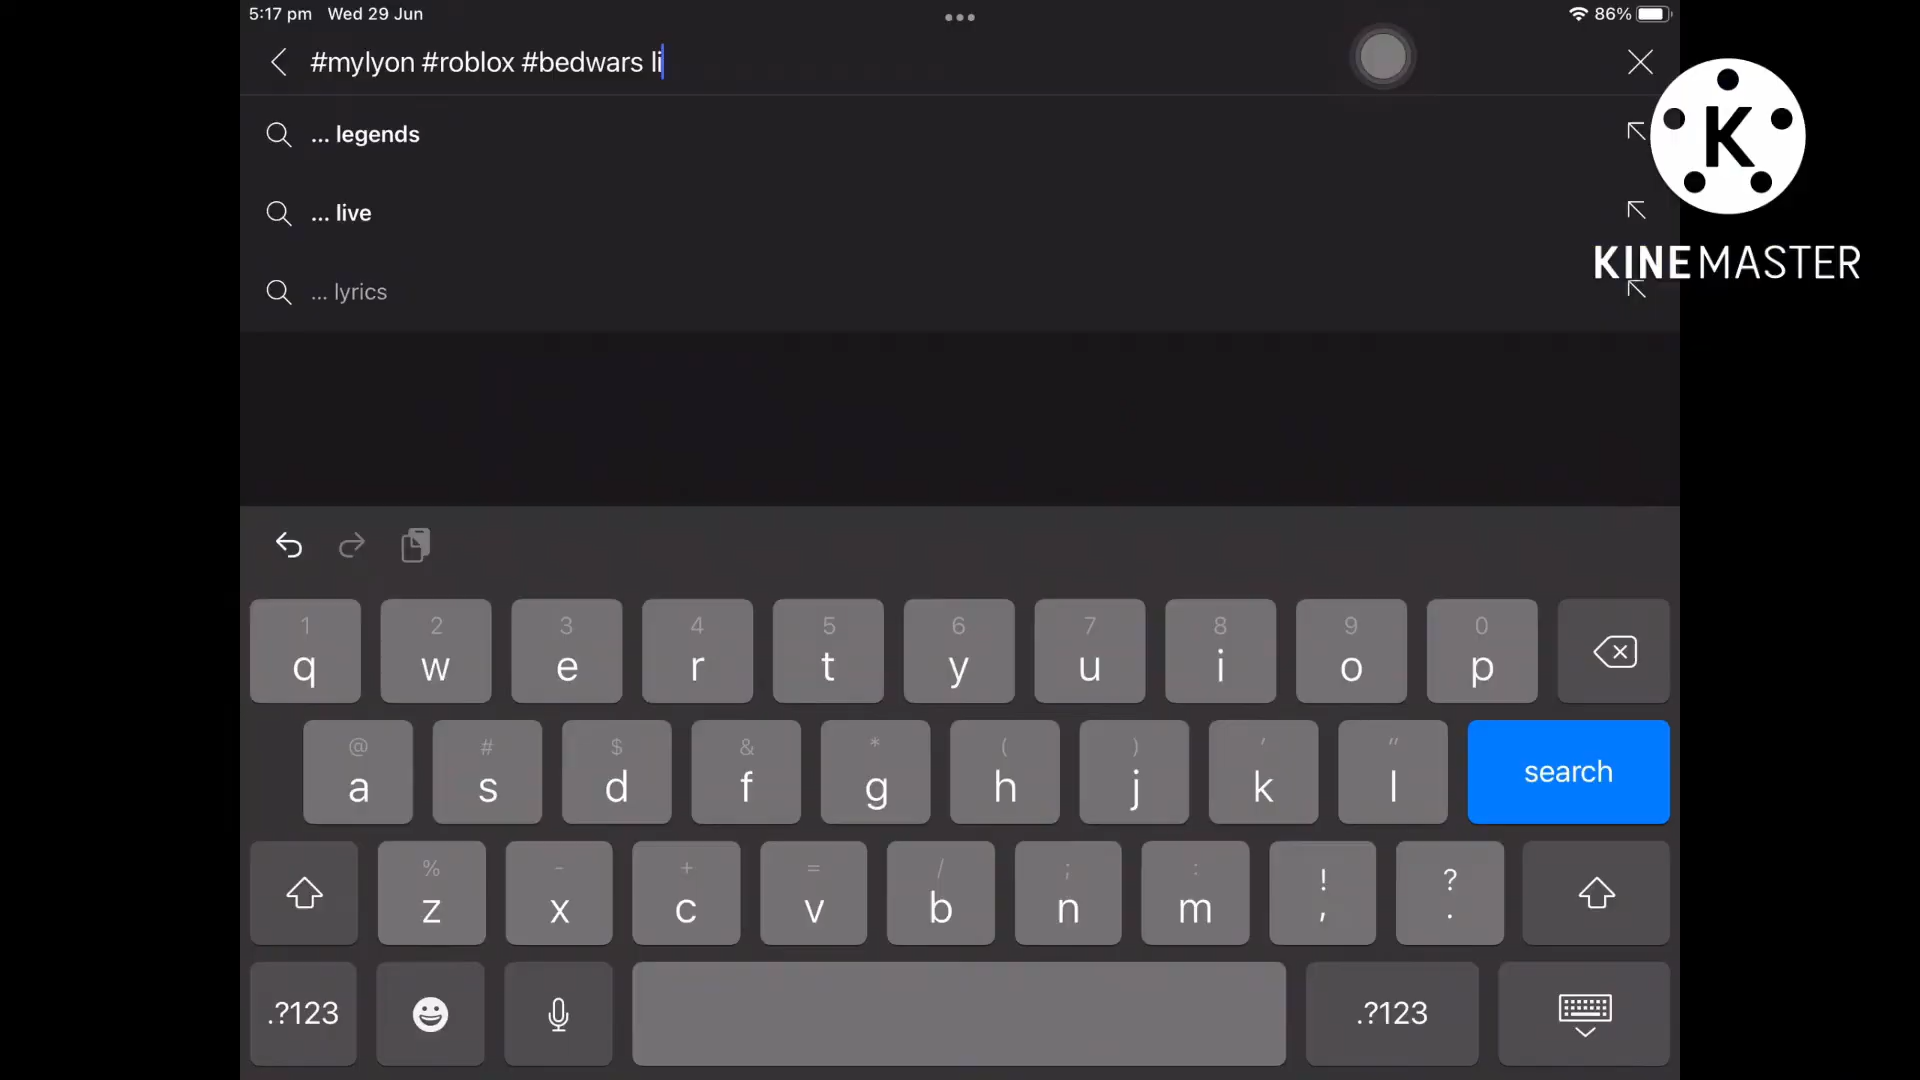 5:17 pm Wed 29 Jun
86%
#mylyon #roblox #bedwars li
... legends
... live
... lyrics
K
KINEMASTER
1 2 3 4 5 6 7 8 9 0
q w e r t y u i o p
@ # $ & * ( ) ' "
a s d f g h j k l search
% - + = / ; : ! ?
z x c v b n m , .
.?123 .?123